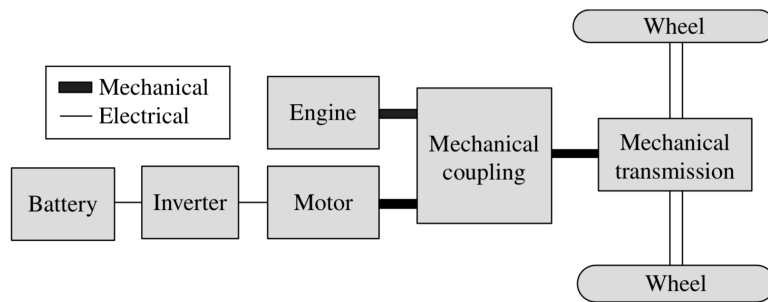 Wheel
Mechanical
Electrical
Engine
Mechanical
coupling
Mechanical
transmission
Battery
Inverter
Motor
Wheel